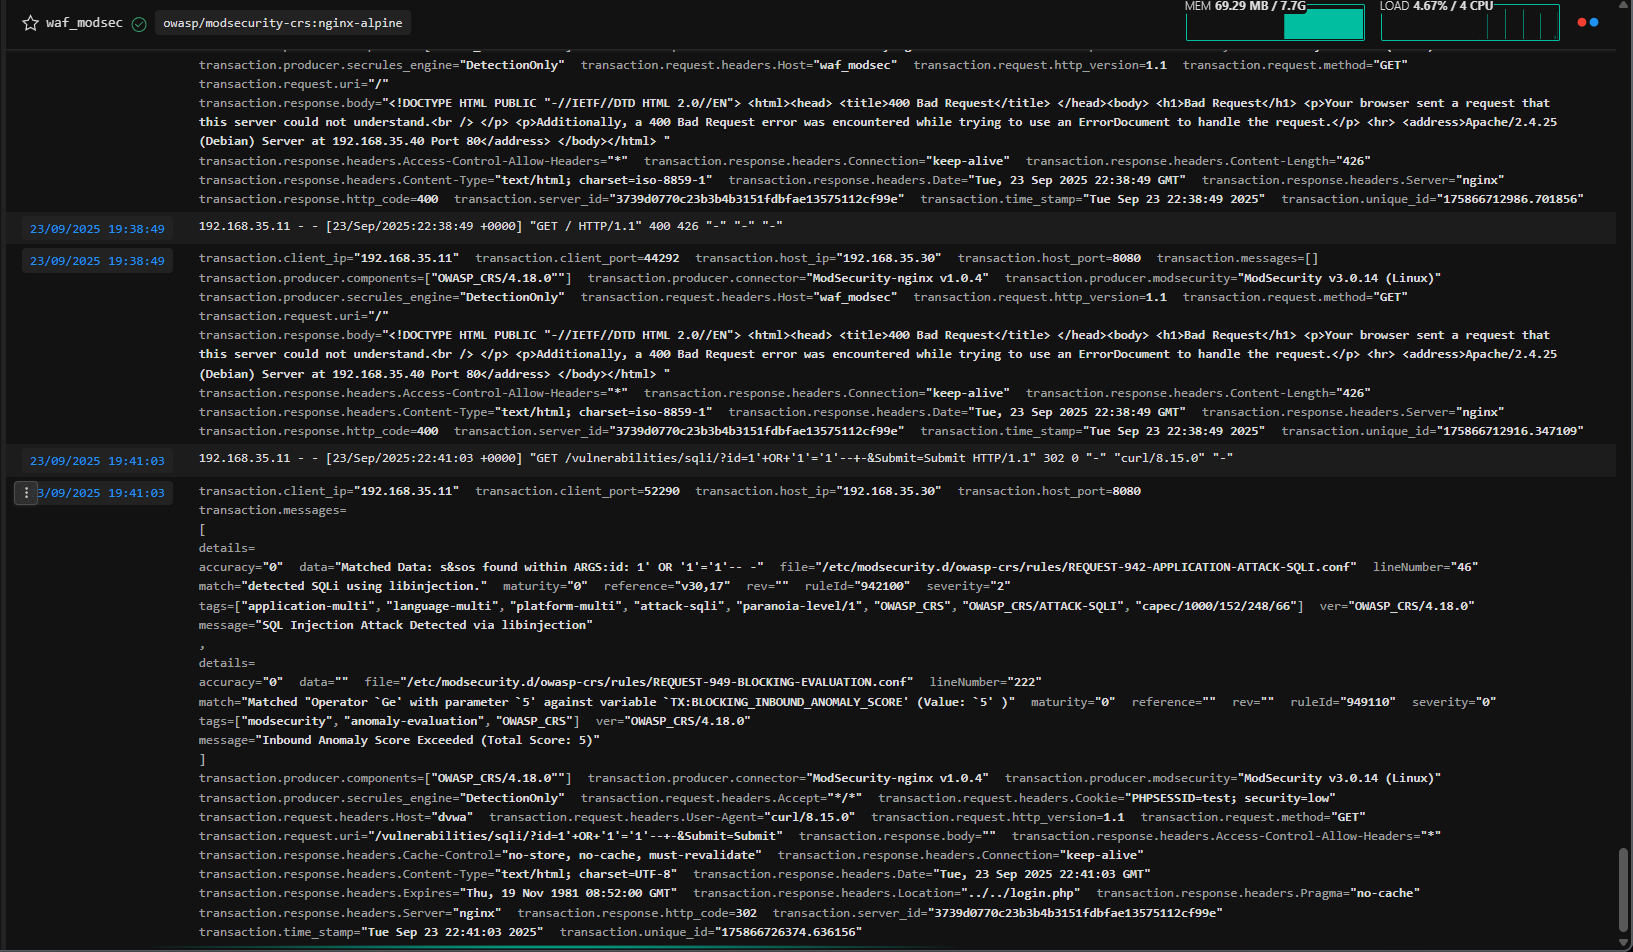 waf_modsec owasp/modsecurity-crs:nginx-alpine MEM 69.29 MB / 7.7G LOAD 4.67% / 4 CPU
transaction.producer.secrules_engine="DetectionOnly" transaction.request.headers.Host="waf_modsec" transaction.request.http_version=1.1 transaction.request.method="GET"
transaction.request.uri="/"
transaction.response.body="<!DOCTYPE HTML PUBLIC "-//IETF//DTD HTML 2.0//EN"> <html><head> <title>400 Bad Request</title> </head><body> <h1>Bad Request</h1> <p>Your browser sent a request that
this server could not understand.<br /> </p> <p>Additionally, a 400 Bad Request error was encountered while trying to use an ErrorDocument to handle the request.</p> <hr> <address>Apache/2.4.25
(Debian) Server at 192.168.35.40 Port 80</address> </body></html> "
transaction.response.headers.Access-Control-Allow-Headers="*" transaction.response.headers.Connection="keep-alive" transaction.response.headers.Content-Length="426"
transaction.response.headers.Content-Type="text/html; charset=iso-8859-1" transaction.response.headers.Date="Tue, 23 Sep 2025 22:38:49 GMT" transaction.response.headers.Server="nginx"
transaction.response.http_code=400 transaction.server_id="3739d0770c23b3b4b3151fdbfae13575112cf99e" transaction.time_stamp="Tue Sep 23 22:38:49 2025" transaction.unique_id="175866712986.701856"
23/09/2025 19:38:49 192.168.35.11 - - [23/Sep/2025:22:38:49 +0000] "GET / HTTP/1.1" 400 426 "-" "-" "-"
23/09/2025 19:38:49 transaction.client_ip="192.168.35.11" transaction.client_port=44292 transaction.host_ip="192.168.35.30" transaction.host_port=8080 transaction.messages=[]
transaction.producer.components=["OWASP_CRS/4.18.0""] transaction.producer.connector="ModSecurity-nginx v1.0.4" transaction.producer.modsecurity="ModSecurity v3.0.14 (Linux)"
transaction.producer.secrules_engine="DetectionOnly" transaction.request.headers.Host="waf_modsec" transaction.request.http_version=1.1 transaction.request.method="GET"
transaction.request.uri="/"
transaction.response.body="<!DOCTYPE HTML PUBLIC "-//IETF//DTD HTML 2.0//EN"> <html><head> <title>400 Bad Request</title> </head><body> <h1>Bad Request</h1> <p>Your browser sent a request that
this server could not understand.<br /> </p> <p>Additionally, a 400 Bad Request error was encountered while trying to use an ErrorDocument to handle the request.</p> <hr> <address>Apache/2.4.25
(Debian) Server at 192.168.35.40 Port 80</address> </body></html> "
transaction.response.headers.Access-Control-Allow-Headers="*" transaction.response.headers.Connection="keep-alive" transaction.response.headers.Content-Length="426"
transaction.response.headers.Content-Type="text/html; charset=iso-8859-1" transaction.response.headers.Date="Tue, 23 Sep 2025 22:38:49 GMT" transaction.response.headers.Server="nginx"
transaction.response.http_code=400 transaction.server_id="3739d0770c23b3b4b3151fdbfae13575112cf99e" transaction.time_stamp="Tue Sep 23 22:38:49 2025" transaction.unique_id="175866712916.347109"
23/09/2025 19:41:03 192.168.35.11 - - [23/Sep/2025:22:41:03 +0000] "GET /vulnerabilities/sqli/?id=1'+OR+'1'='1'--+-&Submit=Submit HTTP/1.1" 302 0 "-" "curl/8.15.0" "-"
3/09/2025 19:41:03 transaction.client_ip="192.168.35.11" transaction.client_port=52290 transaction.host_ip="192.168.35.30" transaction.host_port=8080
transaction.messages=
[
details=
accuracy="0" data="Matched Data: s&sos found within ARGS:id: 1' OR '1'='1'-- -" file="/etc/modsecurity.d/owasp-crs/rules/REQUEST-942-APPLICATION-ATTACK-SQLI.conf" lineNumber="46"
match="detected SQLi using libinjection." maturity="0" reference="v30,17" rev="" ruleId="942100" severity="2"
tags=["application-multi", "language-multi", "platform-multi", "attack-sqli", "paranoia-level/1", "OWASP_CRS", "OWASP_CRS/ATTACK-SQLI", "capec/1000/152/248/66"] ver="OWASP_CRS/4.18.0"
message="SQL Injection Attack Detected via libinjection"
,
details=
accuracy="0" data="" file="/etc/modsecurity.d/owasp-crs/rules/REQUEST-949-BLOCKING-EVALUATION.conf" lineNumber="222"
match="Matched "Operator `Ge' with parameter `5' against variable `TX:BLOCKING_INBOUND_ANOMALY_SCORE' (Value: `5' )" maturity="0" reference="" rev="" ruleId="949110" severity="0"
tags=["modsecurity", "anomaly-evaluation", "OWASP_CRS"] ver="OWASP_CRS/4.18.0"
message="Inbound Anomaly Score Exceeded (Total Score: 5)"
]
transaction.producer.components=["OWASP_CRS/4.18.0""] transaction.producer.connector="ModSecurity-nginx v1.0.4" transaction.producer.modsecurity="ModSecurity v3.0.14 (Linux)"
transaction.producer.secrules_engine="DetectionOnly" transaction.request.headers.Accept="*/*" transaction.request.headers.Cookie="PHPSESSID=test; security=low"
transaction.request.headers.Host="dvwa" transaction.request.headers.User-Agent="curl/8.15.0" transaction.request.http_version=1.1 transaction.request.method="GET"
transaction.request.uri="/vulnerabilities/sqli/?id=1'+OR+'1'='1'--+-&Submit=Submit" transaction.response.body="" transaction.response.headers.Access-Control-Allow-Headers="*"
transaction.response.headers.Cache-Control="no-store, no-cache, must-revalidate" transaction.response.headers.Connection="keep-alive"
transaction.response.headers.Content-Type="text/html; charset=UTF-8" transaction.response.headers.Date="Tue, 23 Sep 2025 22:41:03 GMT"
transaction.response.headers.Expires="Thu, 19 Nov 1981 08:52:00 GMT" transaction.response.headers.Location="../../login.php" transaction.response.headers.Pragma="no-cache"
transaction.response.headers.Server="nginx" transaction.response.http_code=302 transaction.server_id="3739d0770c23b3b4b3151fdbfae13575112cf99e"
transaction.time_stamp="Tue Sep 23 22:41:03 2025" transaction.unique_id="175866726374.636156"